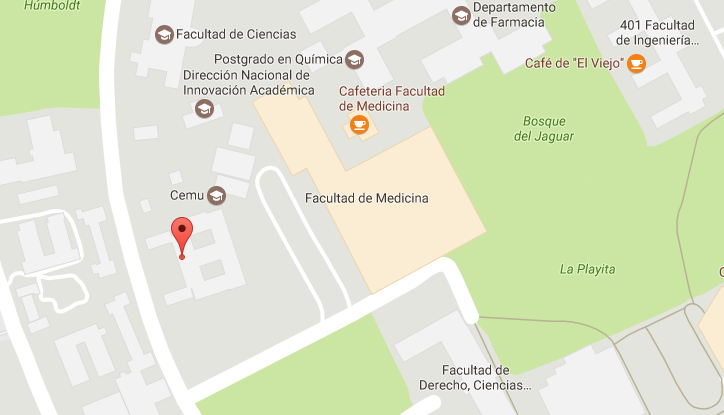 Húmboldt
Facultad de Ciencias
Departamento
de Farmacia
401 Facultad
de Ingeniería...
Postgrado en Química
Café de "El Viejo"
Dirección Nacional de
Innovación Académica
Cafeteria Facultad
de Medicina
Bosque
del Jaguar
Cemu
Facultad de Medicina
La Playita
Facultad de
Derecho, Ciencias...